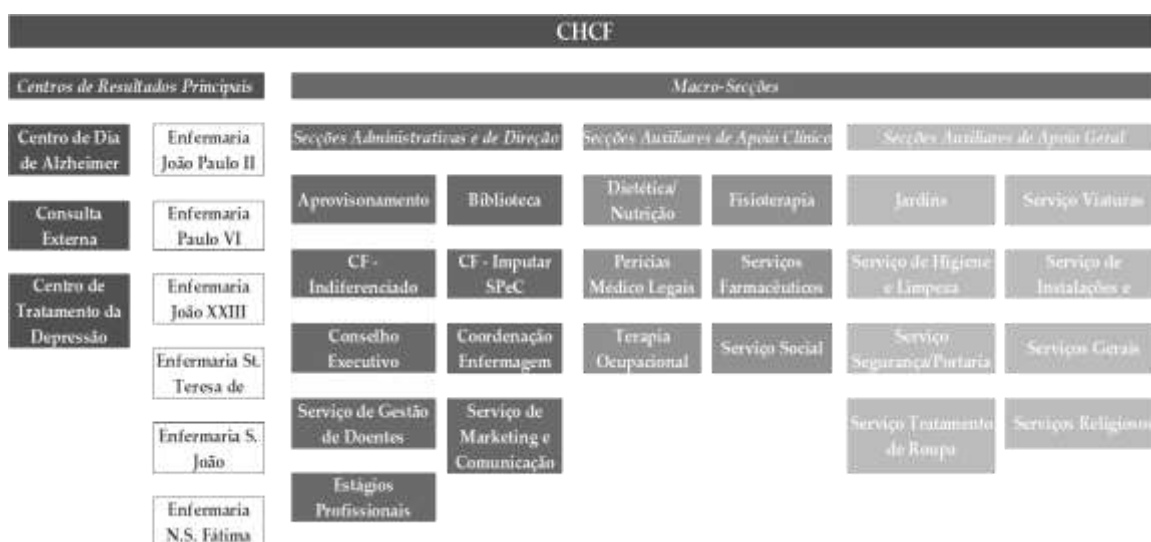 CHCF
Centros de Resultados Principais
Macro-Secções
Centro de Dia
de Alzheimer
Consulta
Externa
Centro de
Tratamento da
Depressão
Enfermaria
João Paulo II
Enfermaria
Paulo VI
Enfermaria
João XXIII
Enfermaria St.
Teresa de
Enfermaria S.
João
Enfermaria
N.S. Fátima
Secções Administrativas e de Direção
Aprovisonamento
CF -
Indiferenciado
Conselho
Executivo
Serviço de Gestão
de Doentes
Estágios
Profissionais
Biblioteca
CF - Imputar
SPeC
Coordenação
Enfermagem
Serviço de
Marketing e
Comunicação
Secções Auxiliares de Apoio Clínico
Dietética/
Nutrição
Perícias
Médico Legais
Terapia
Ocupacional
Fisioterapia
Serviços
Farmacêuticos
Serviço Social
Secções Auxiliares de Apoio Geral
Jardins
Serviço de Higiene
e Limpeza
Serviço
Segurança/Portaria
Serviço Tratamento
de Roupa
Serviço Viaturas
Serviço de
Instalações e
Serviços Gerais
Serviços Religiosos